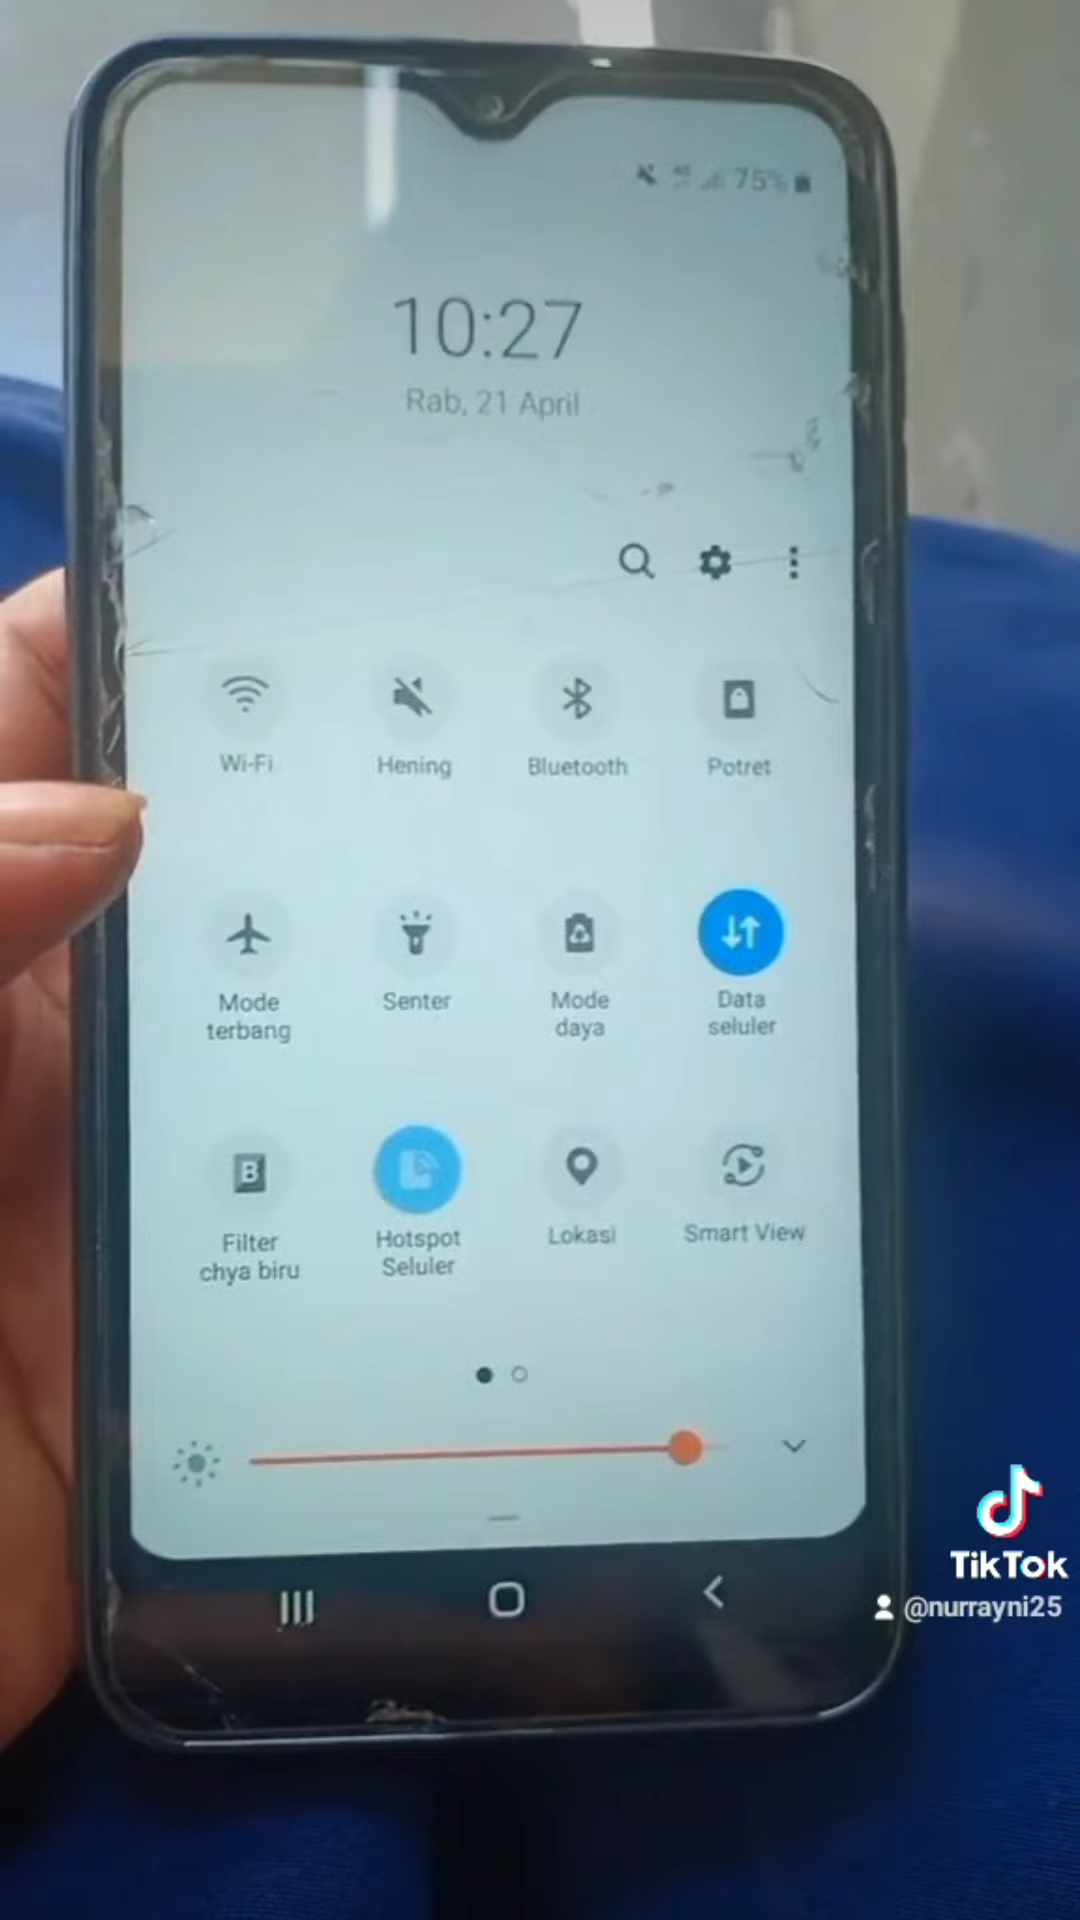 75%
10:27
Rab, 21 April
Wi-Fi
Hening
Bluetooth
Potret
Mode
terbang
Senter
Mode
daya
Data
seluler
B
Filter
chya biru
Hotspot
Seluler
Lokasi
Smart View
TikTok
@nurrayni25